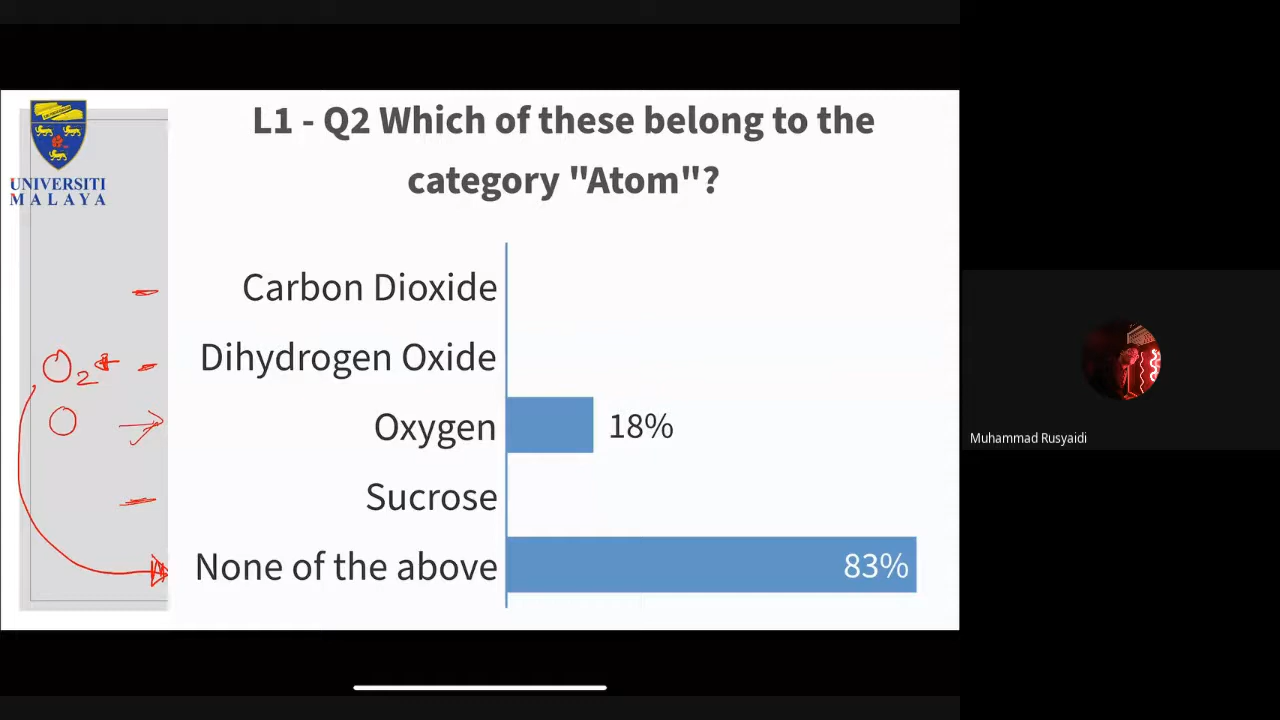 L1 - Q2 Which of these belong to the
category "Atom"?
UNIVERSITI
MALAYA
Carbon Dioxide
O2
Dihydrogen Oxide
O
Oxygen
18%
Sucrose
None of the above
83%
Muhammad Rusyaidi